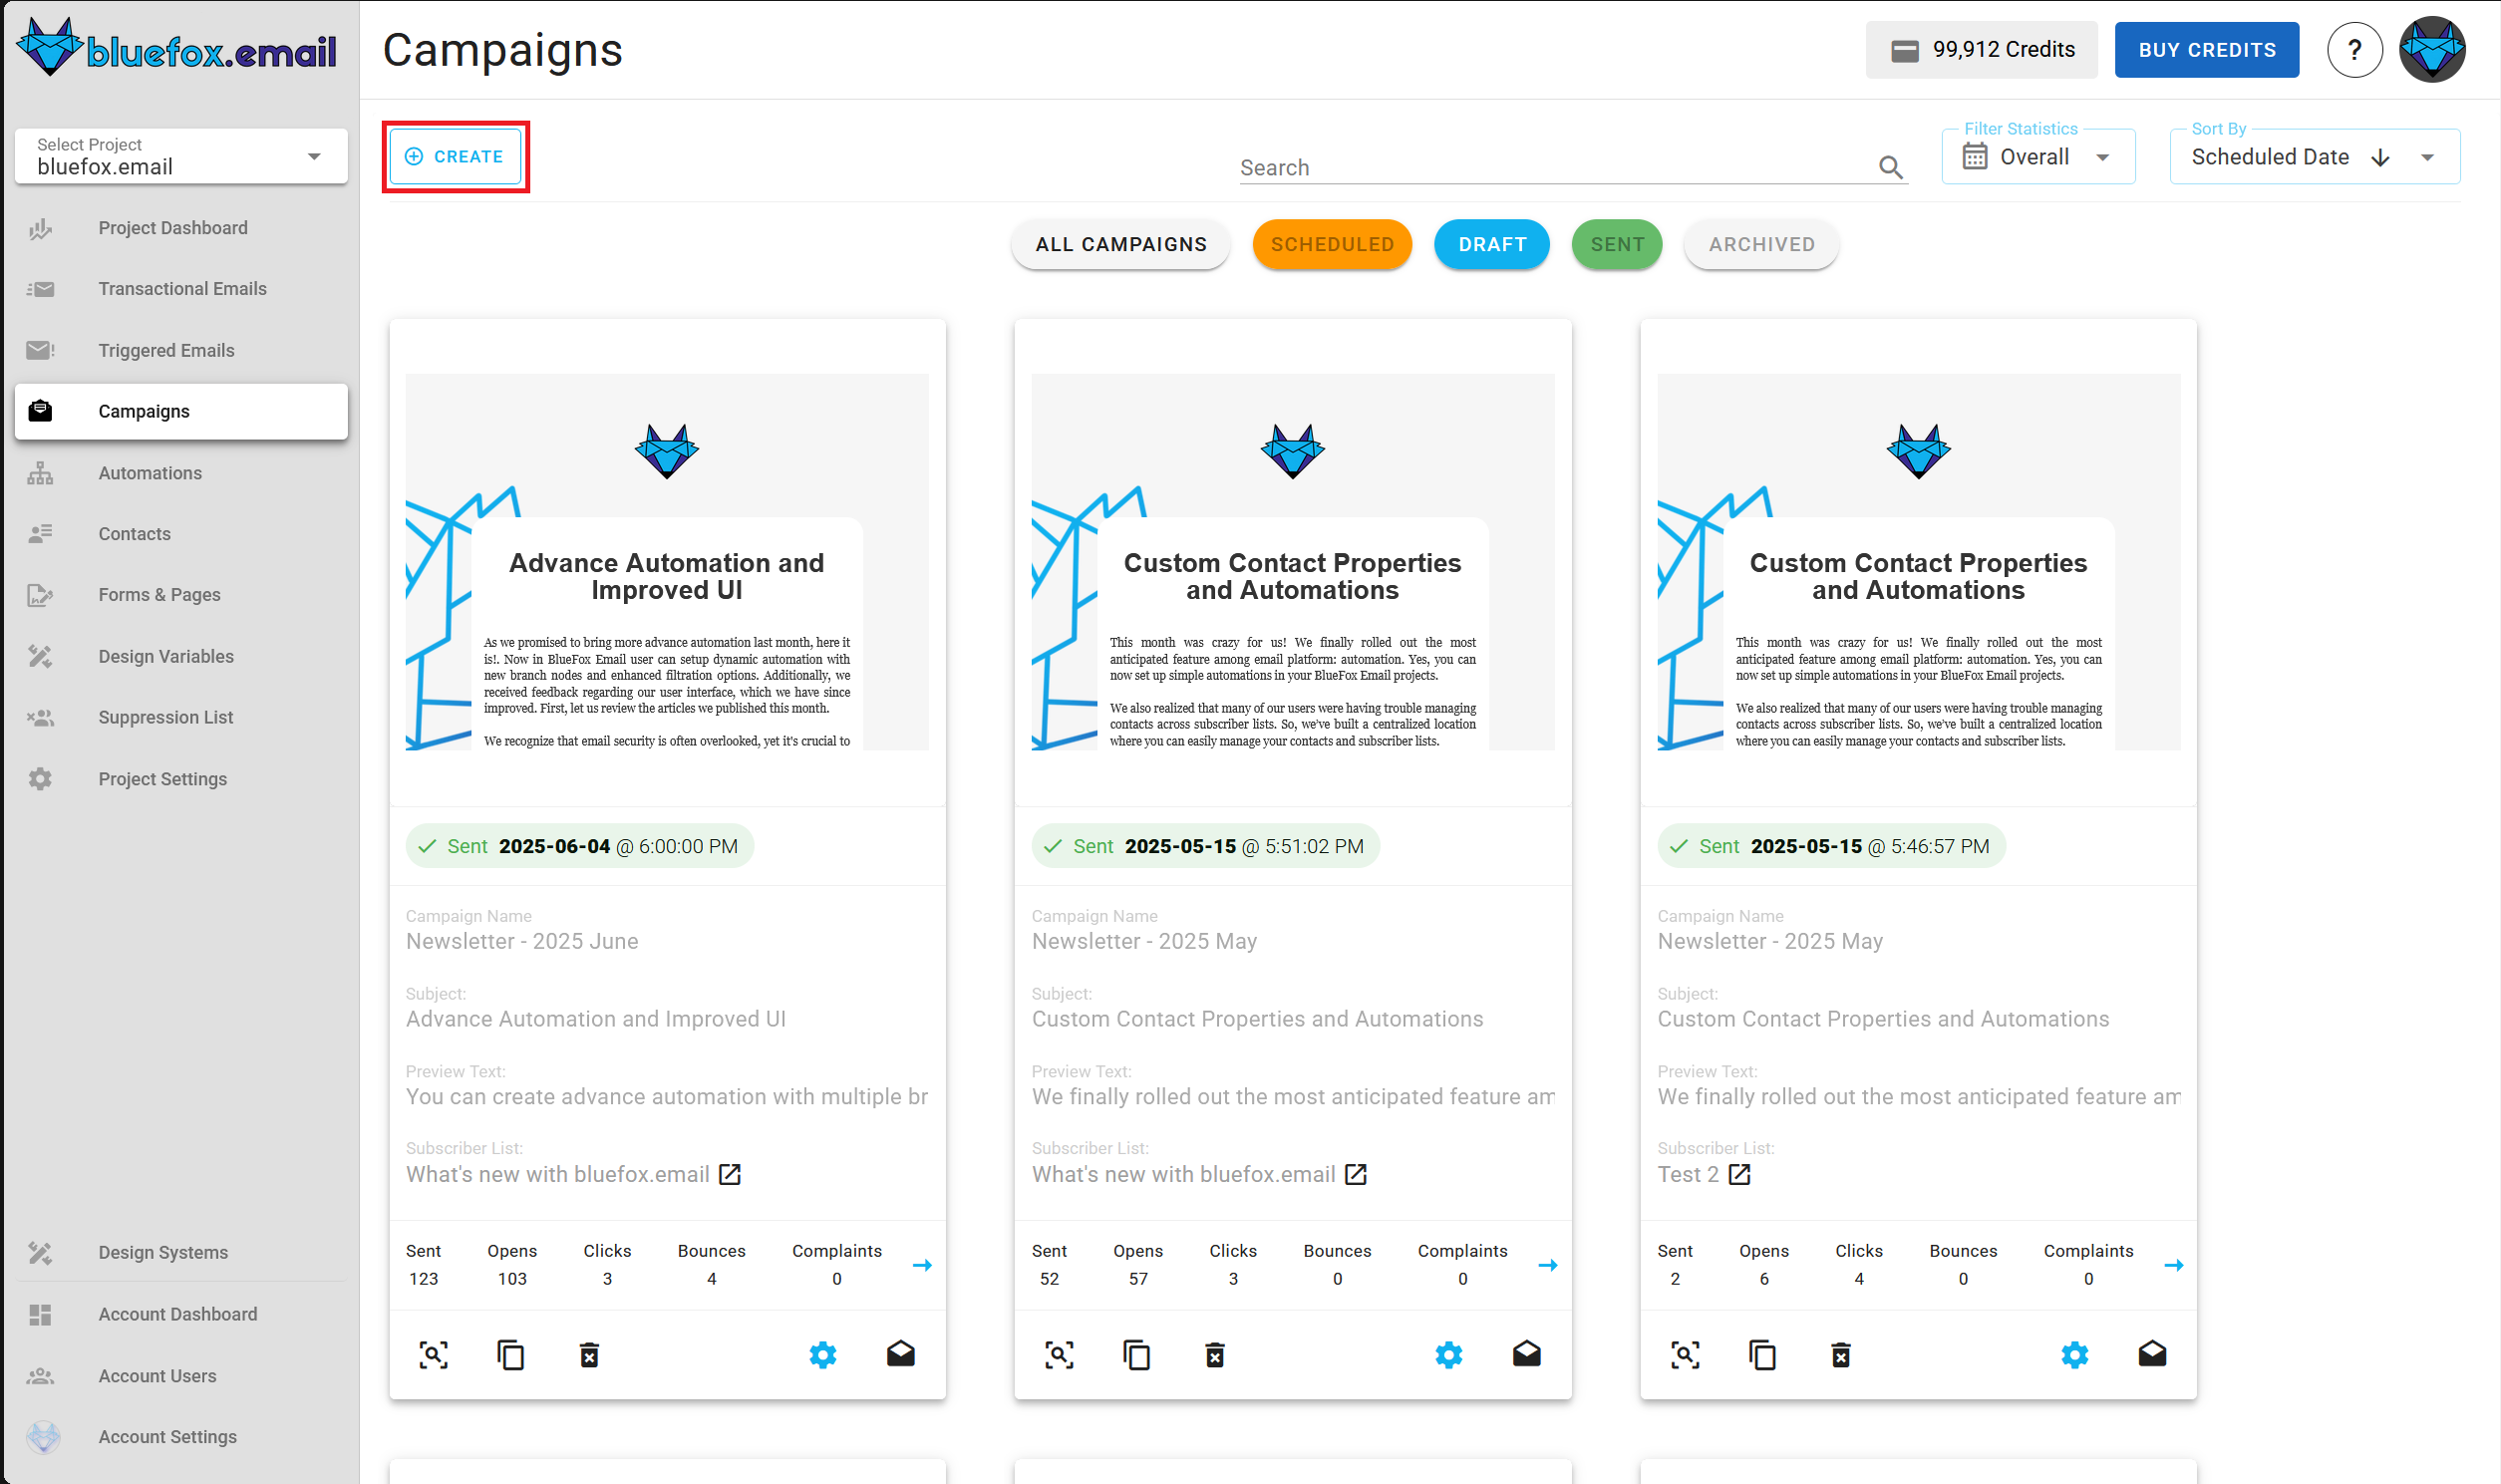 bluefox.email
Campaigns
99,912 Credits
BUY CREDITS
?
Select Project
bluefox.email
CREATE
Search
Filter Statistics
Overall
Sort By
Scheduled Date
ALL CAMPAIGNS
SCHEDULED
DRAFT
SENT
ARCHIVED
Project Dashboard
Transactional Emails
Triggered Emails
Campaigns
Automations
Contacts
Forms & Pages
Design Variables
Suppression List
Project Settings
Design Systems
Account Dashboard
Account Users
Account Settings
Advance Automation and
Improved UI
As we promised to bring more advance automation last month, here it
is!. Now in BlueFox Email user can setup dynamic automation with
new branch nodes and enhanced filtration options. Additionally, we
received feedback regarding our user interface, which we have since
improved. First, let us review the articles we published this month.
We recognize that email security is often overlooked, yet it's crucial to
Sent 2025-06-04 @ 6:00:00 PM
Campaign Name
Newsletter - 2025 June
Subject:
Advance Automation and Improved UI
Preview Text:
You can create advance automation with multiple br
Subscriber List:
What's new with bluefox.email
Sent Opens Clicks Bounces Complaints
123 103 3 4 0
Custom Contact Properties
and Automations
This month was crazy for us! We finally rolled out the most
anticipated feature among email platform: automation. Yes, you can
now set up simple automations in your BlueFox Email projects.
We also realized that many of our users were having trouble managing
contacts across subscriber lists. So, we've built a centralized location
where you can easily manage your contacts and subscriber lists.
Sent 2025-05-15 @ 5:51:02 PM
Campaign Name
Newsletter - 2025 May
Subject:
Custom Contact Properties and Automations
Preview Text:
We finally rolled out the most anticipated feature am
Subscriber List:
What's new with bluefox.email
Sent Opens Clicks Bounces Complaints
52 57 3 0 0
Custom Contact Properties
and Automations
This month was crazy for us! We finally rolled out the most
anticipated feature among email platform: automation. Yes, you can
now set up simple automations in your BlueFox Email projects.
We also realized that many of our users were having trouble managing
contacts across subscriber lists. So, we've built a centralized location
where you can easily manage your contacts and subscriber lists.
Sent 2025-05-15 @ 5:46:57 PM
Campaign Name
Newsletter - 2025 May
Subject:
Custom Contact Properties and Automations
Preview Text:
We finally rolled out the most anticipated feature am
Subscriber List:
Test 2
Sent Opens Clicks Bounces Complaints
2 6 4 0 0